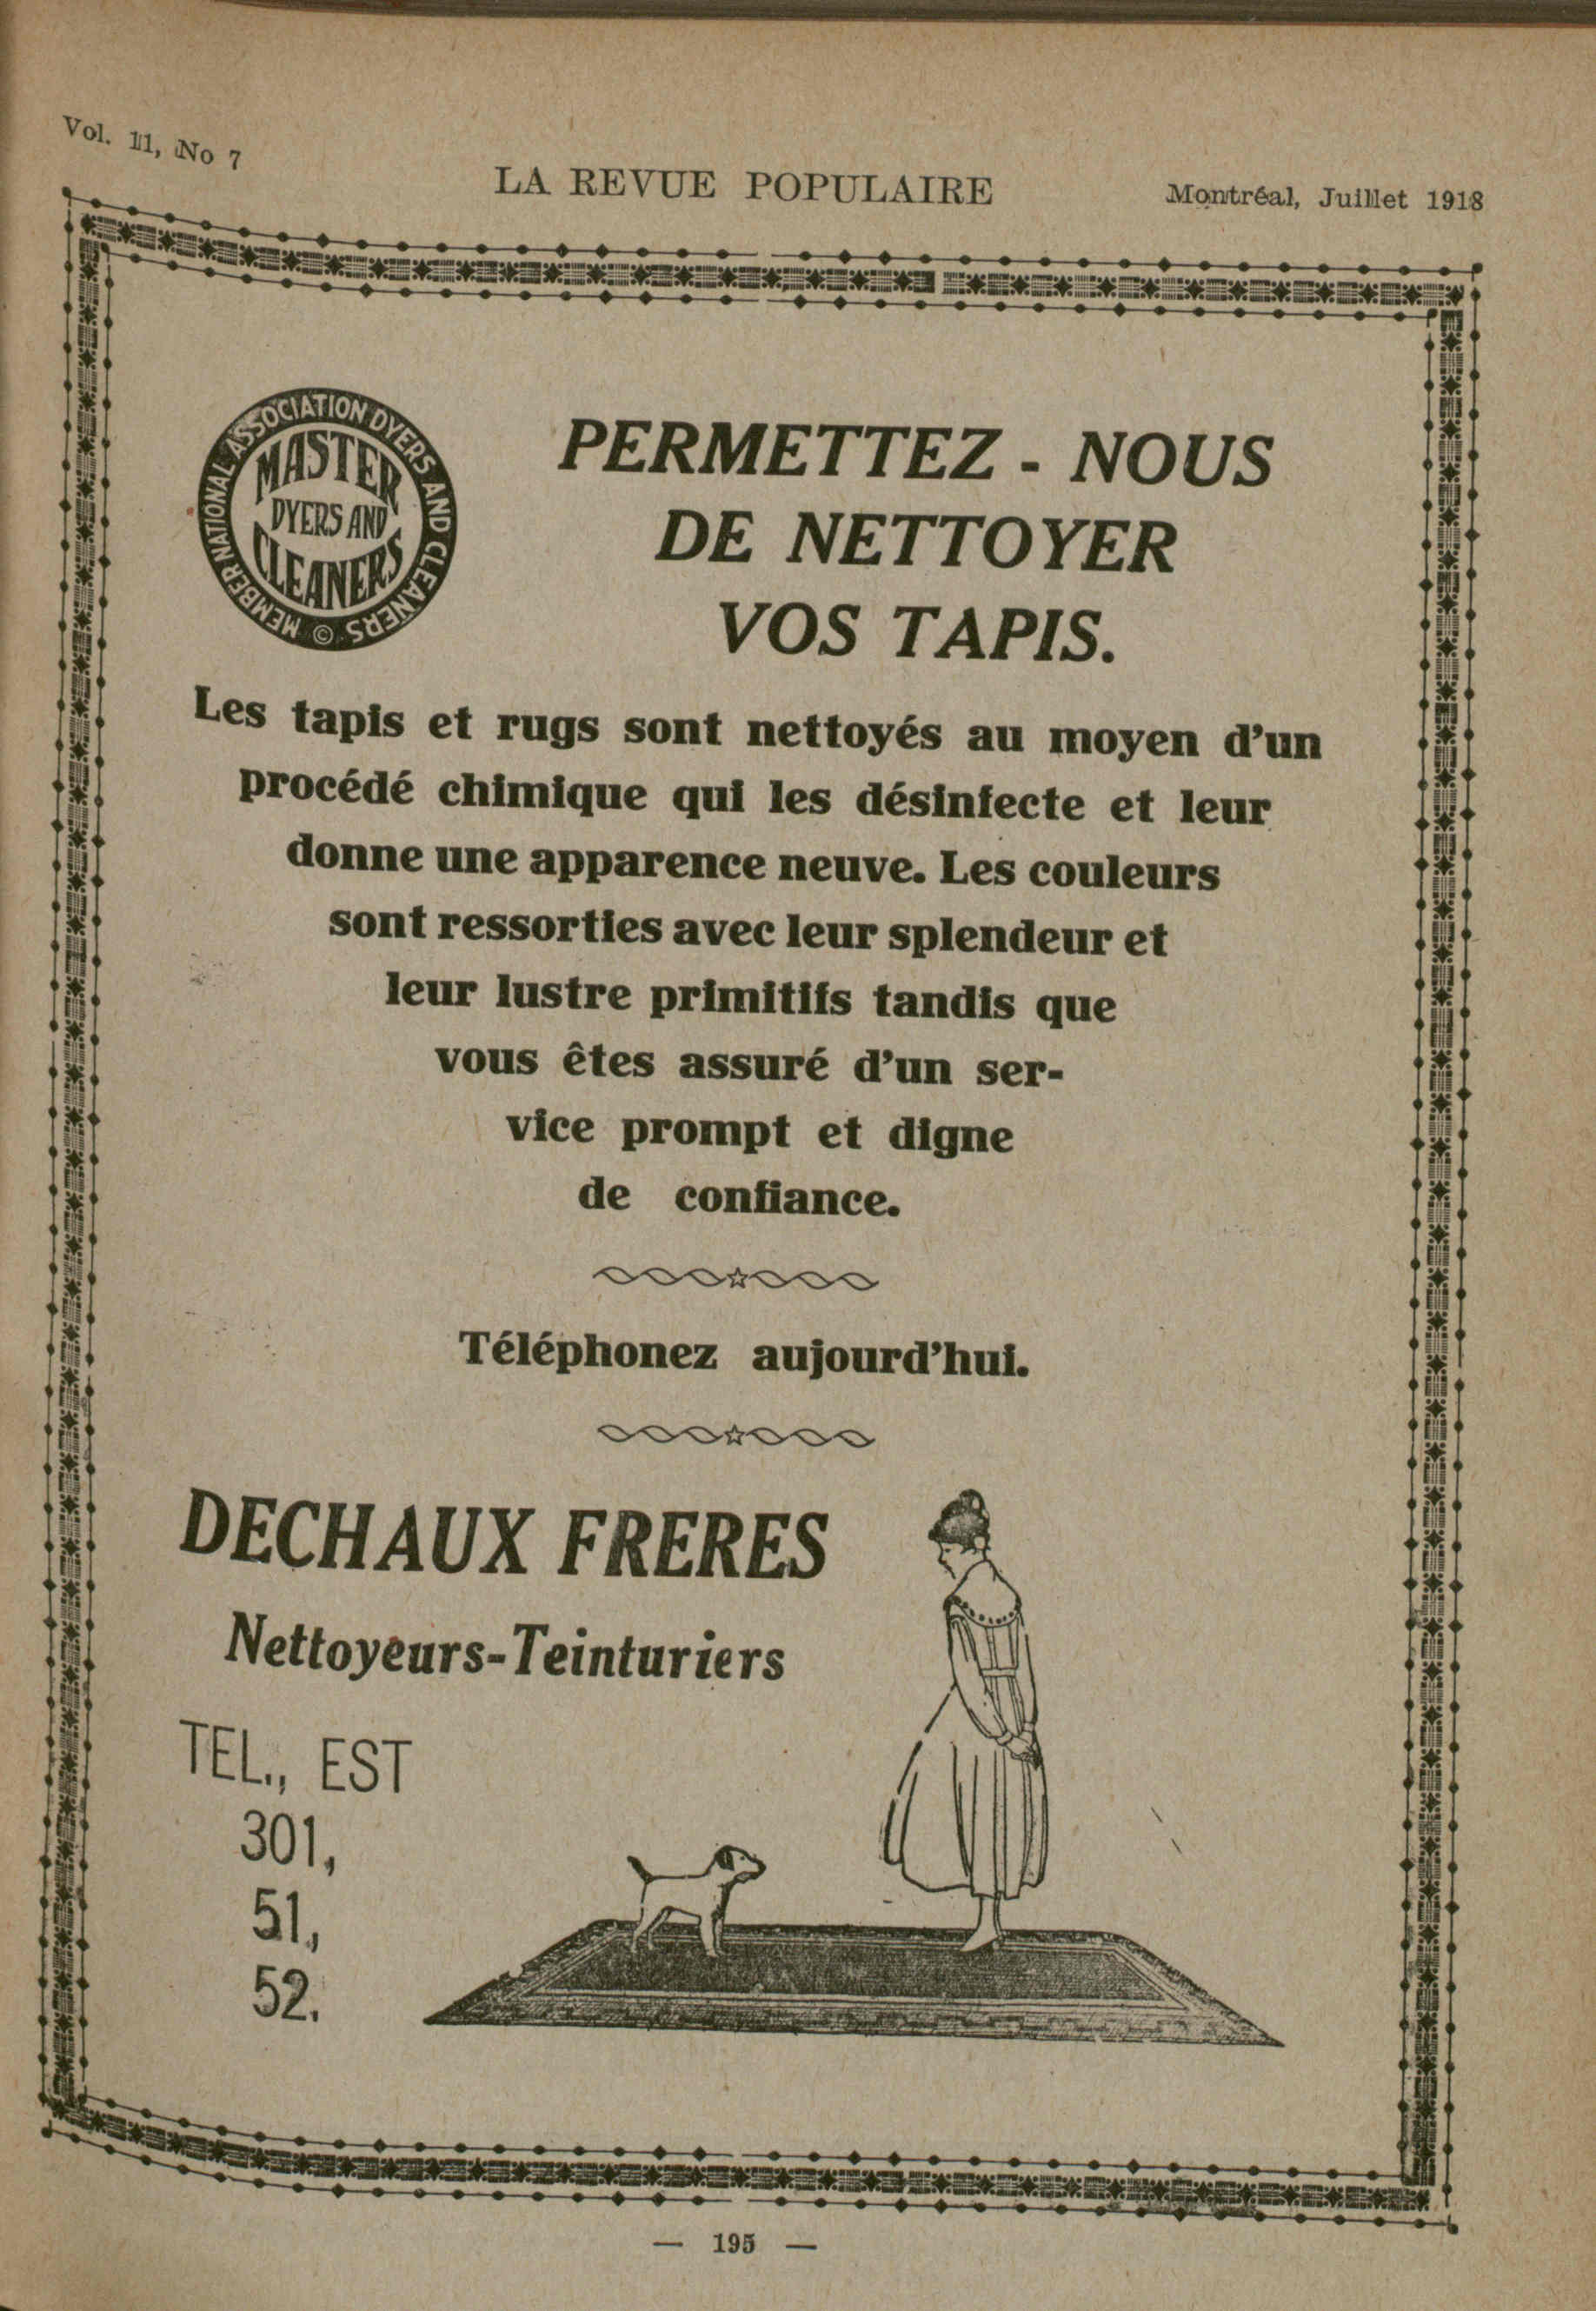 Vol. 11, No 7
LA REVUE POPULAIRE
Montréal, Juillet 1918
MEMBER NATIONAL ASSOCIATION DYERS AND CLEANERS
©
MASTER
DYERS AND
CLEANERS
PERMETTEZ - NOUS
DE NETTOYER
VOS TAPIS.
Les tapis et rugs sont nettoyés au moyen d'un
procédé chimique qui les désinfecte et leur
donne une apparence neuve. Les couleurs
sont ressorties avec leur splendeur et
leur lustre primitifs tandis que
vous êtes assuré d'un ser-
vice prompt et digne
de confiance.
Téléphonez aujourd'hui.
DECHAUX FRERES
Nettoyeurs-Teinturiers
TEL., EST
301,
51,
52.
— 195 —